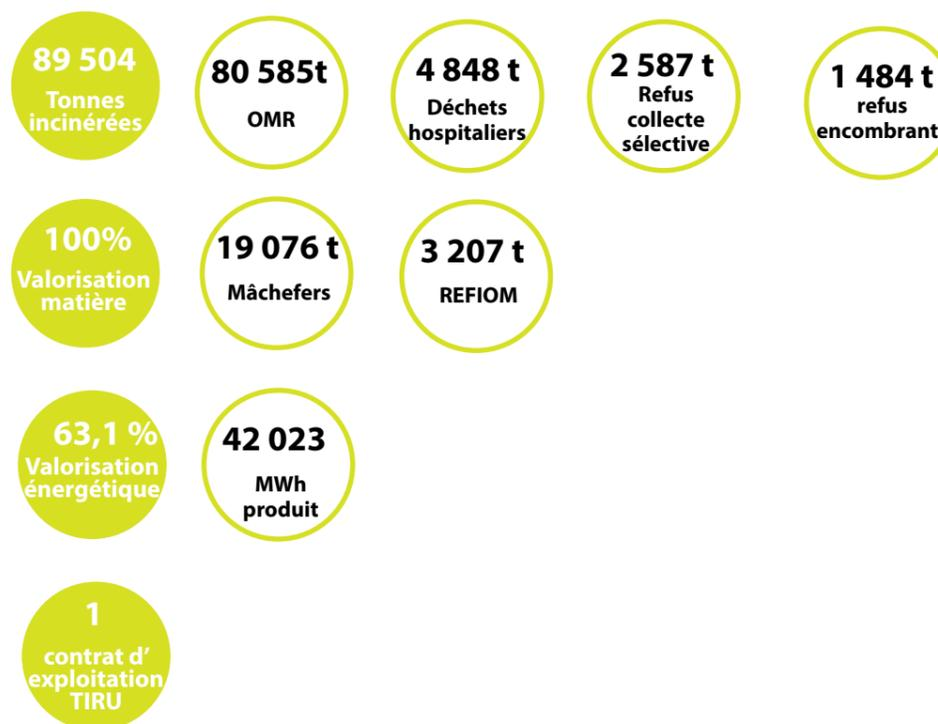 89 504
Tonnes
incinérées
80 585t
OMR
4 848 t
Déchets
hospitaliers
2 587 t
Refus
collecte
sélective
1 484 t
refus
encombrant
100%
Valorisation
matière
19 076 t
Mâchefers
3 207 t
REFIOM
63,1 %
Valorisation
énergétique
42 023
MWh
produit
1
contrat d’
exploitation
TIRU